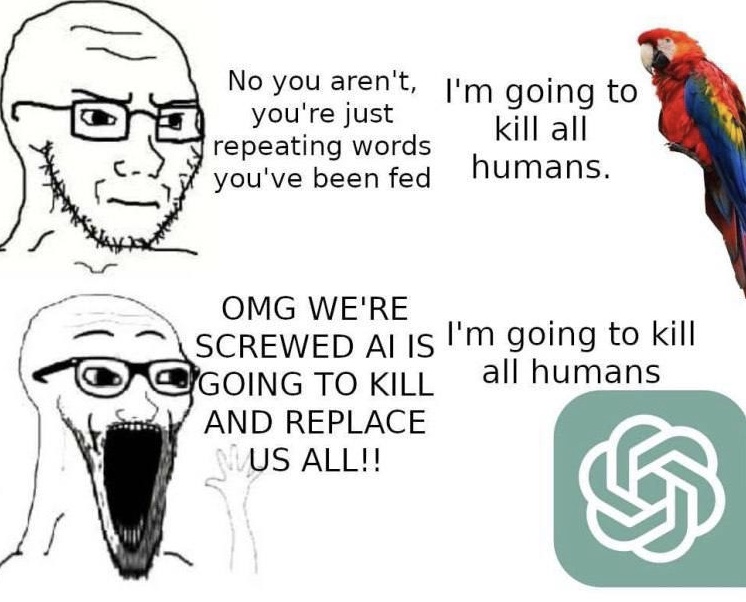 No you aren't,
you're just
repeating words
you've been fed
I'm going to
kill all
humans.
OMG WE'RE
SCREWED AI IS
GOING TO KILL
AND REPLACE
US ALL!!
I'm going to kill
all humans